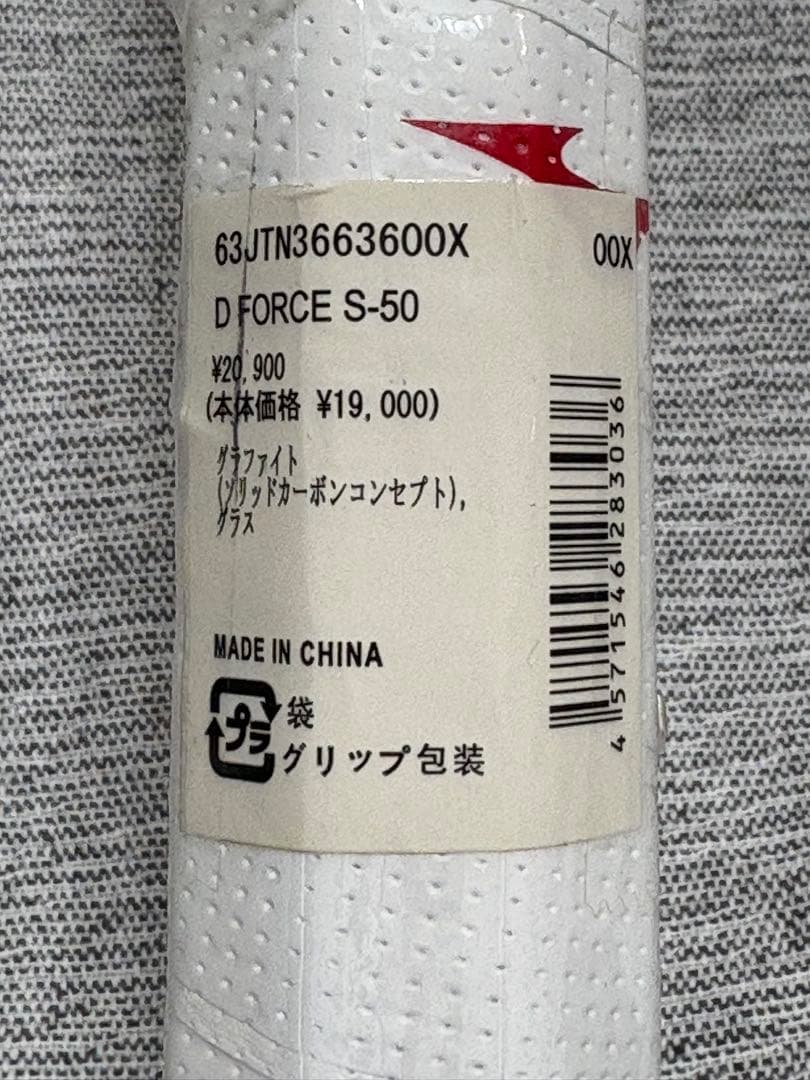 63JTN3663600X 00X
D FORCE S-50
¥20,900
(本体価格 ¥19,000)
グラファイト
(ソリッドカーボンコンセプト),
グラス
MADE IN CHINA
プラ 袋
グリップ包装
4571546283036